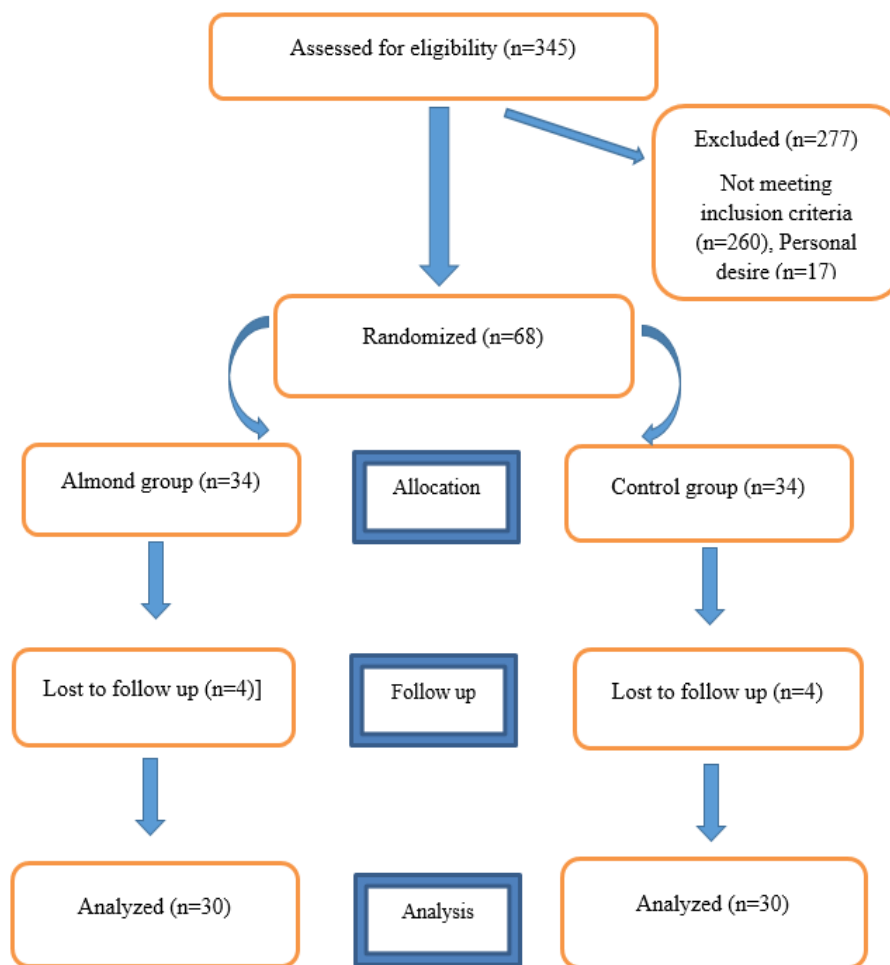 Assessed for eligibility (n=345)
Excluded (n=277)
Not meeting
inclusion criteria
(n=260), Personal
desire (n=17)
Randomized (n=68)
Almond group (n=34)
Allocation
Control group (n=34)
Lost to follow up (n=4)]
Follow up
Lost to follow up (n=4)
Analyzed (n=30)
Analysis
Analyzed (n=30)